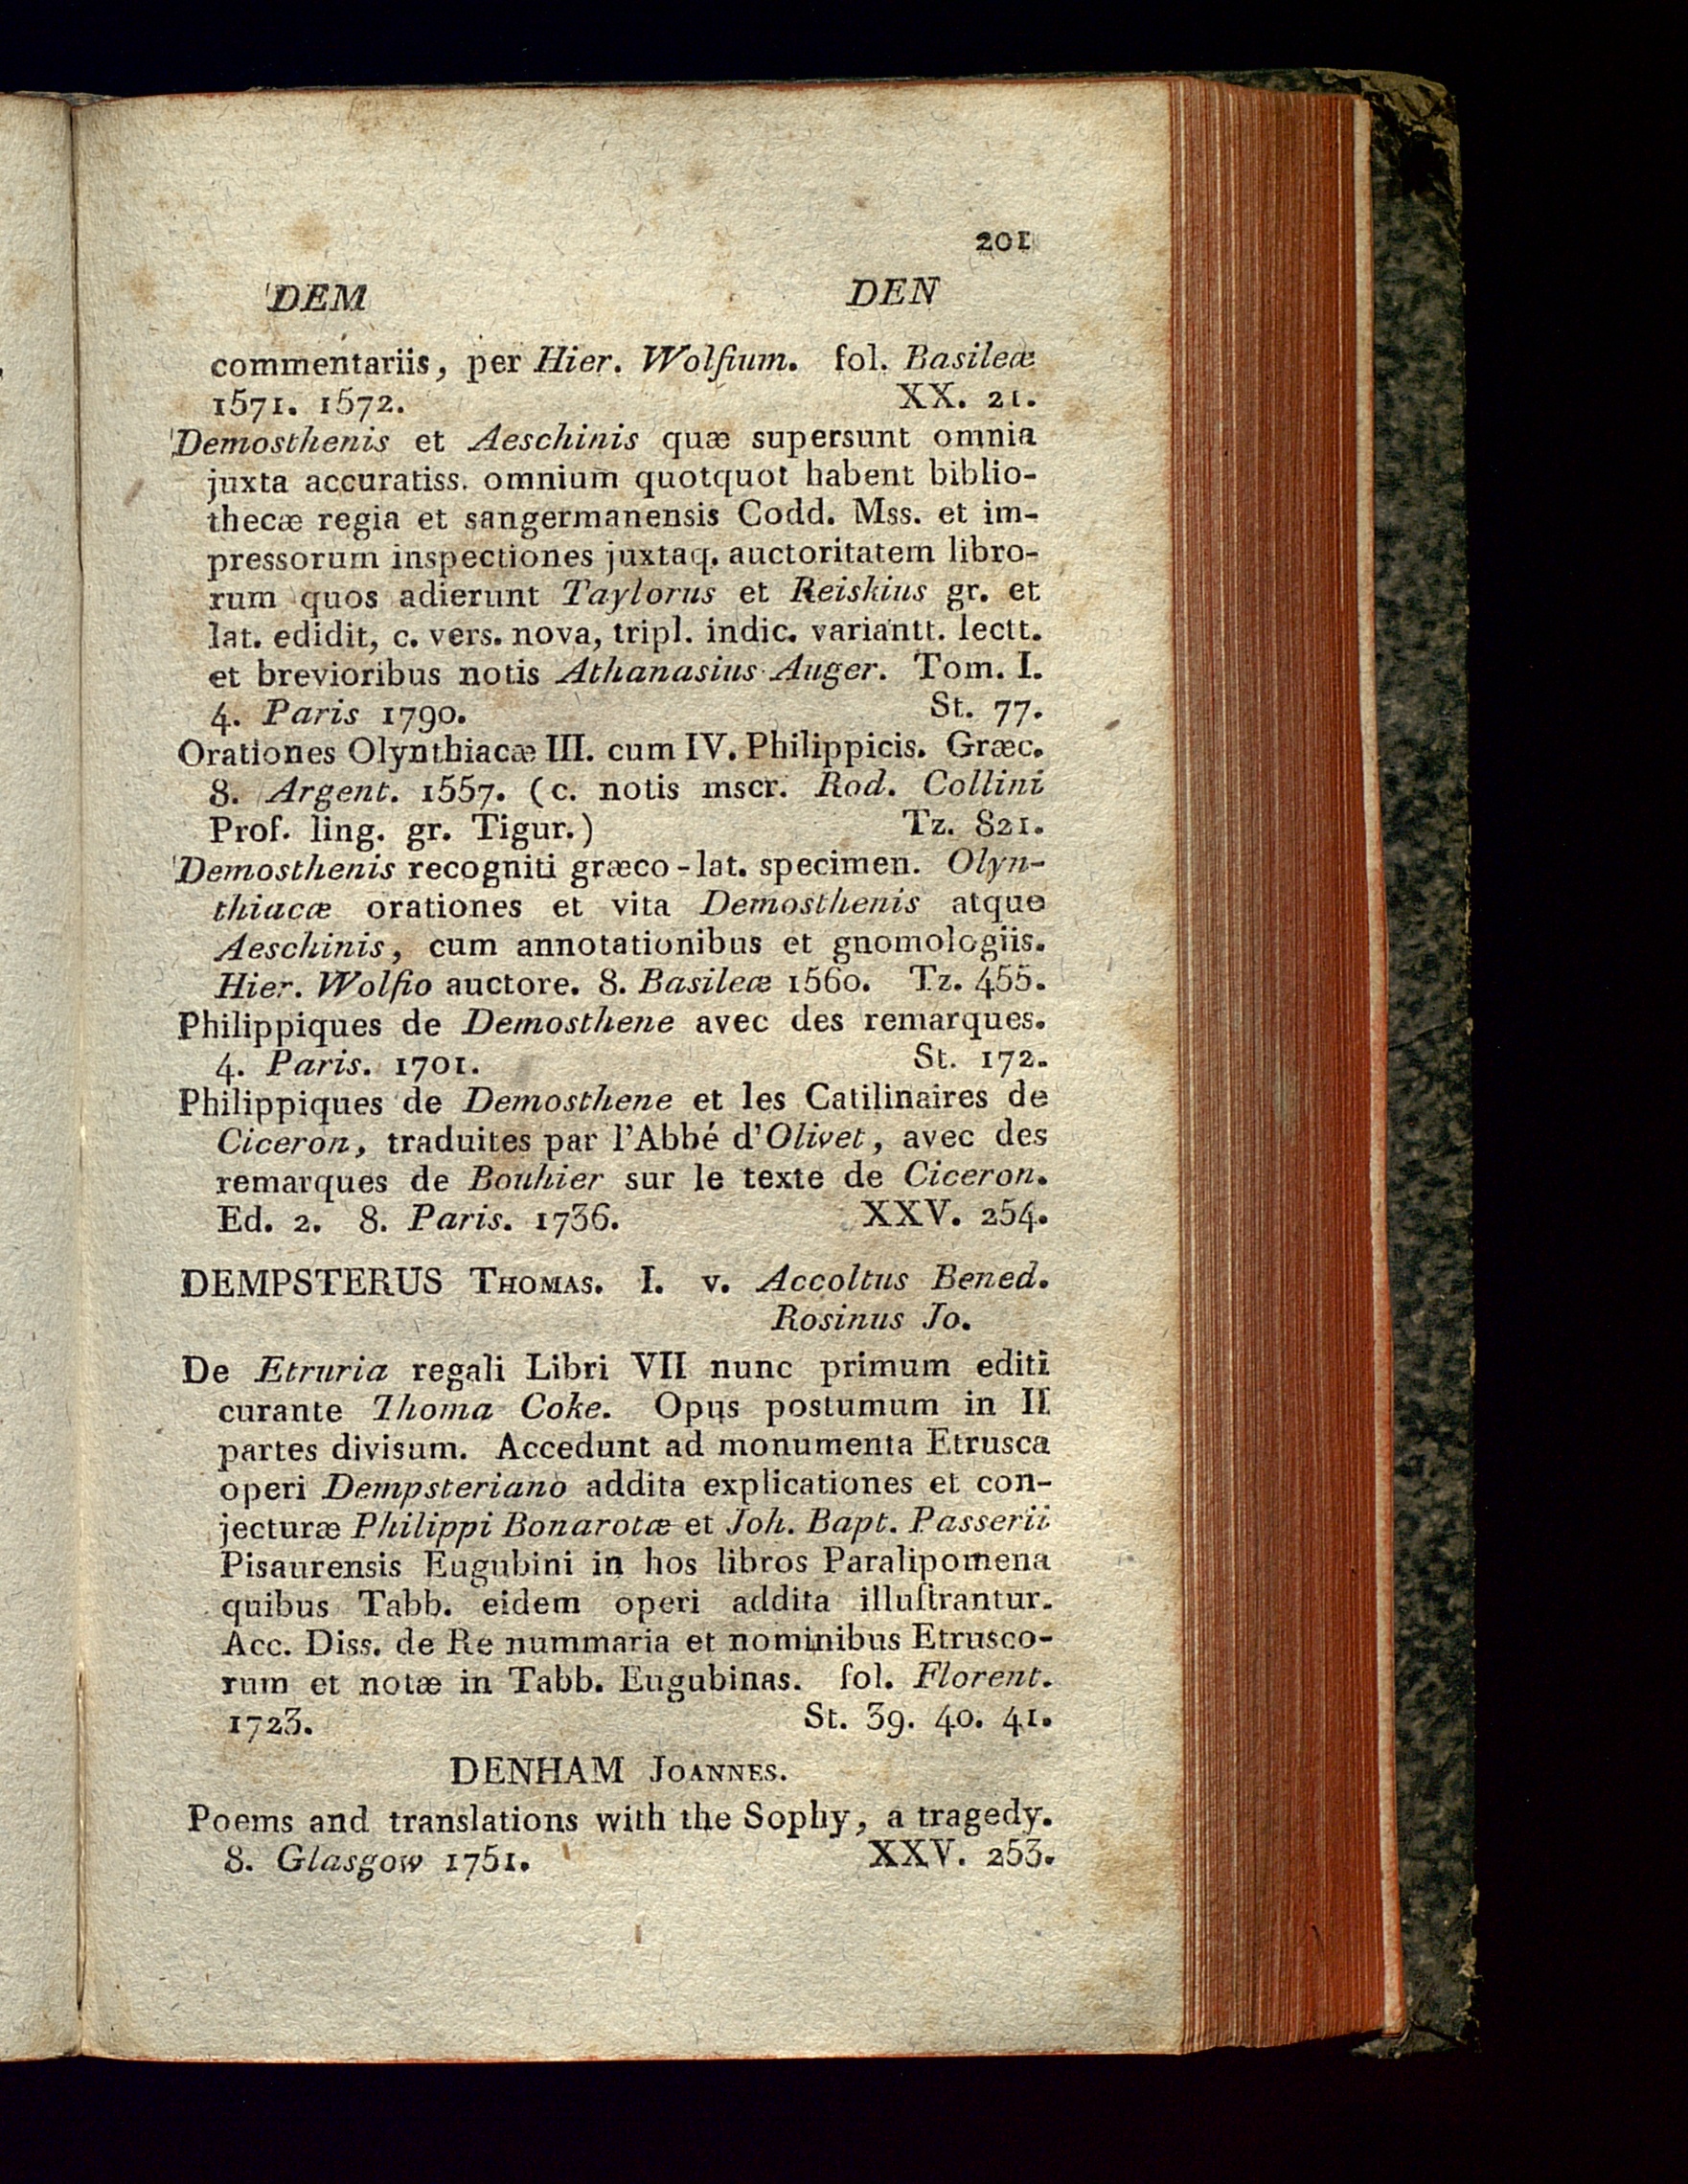 201
DEM DEN
commentariis, per Hier. Wolfium. fol. Basileæ
1571. 1572. XX. 21.
Demosthenis et Aeschinis quæ supersunt omnia
juxta accuratiss. omnium quotquot habent biblio-
thecæ regia et sangermanensis Codd. Mss. et im-
pressorum inspectiones juxtaq. auctoritatem libro-
rum quos adierunt Taylorus et Reiskius gr. et
lat. edidit, c. vers. nova, tripl. indic. variantt. lectt.
et brevioribus notis Athanasius Auger. Tom. I.
4. Paris 1790. St. 77.
Orationes Olynthiacæ III. cum IV. Philippicis. Græc.
8. Argent. 1557. (c. notis mscr. Rod. Collini
Prof. ling. gr. Tigur.) Tz. 821.
Demosthenis recogniti græco-lat. specimen. Olyn-
thiacæ orationes et vita Demosthenis atque
Aeschinis, cum annotationibus et gnomologiis.
Hier. Wolfio auctore. 8. Basileæ 1560. Tz. 455.
Philippiques de Demosthene avec des remarques.
4. Paris. 1701. St. 172.
Philippiques de Demosthene et les Catilinaires de
Ciceron, traduites par l'Abbé d'Olivet, avec des
remarques de Bouhier sur le texte de Ciceron.
Ed. 2. 8. Paris. 1736. XXV. 254.
DEMPSTERUS THOMAS. I. v. Accoltus Bened.
Rosinus Jo.
De Etruria regali Libri VII nunc primum editi
curante Thoma Coke. Opus postumum in II
partes divisum. Accedunt ad monumenta Etrusca
operi Dempsteriano addita explicationes et con-
jecturæ Philippi Bonarotæ et Joh. Bapt. Passerii
Pisaurensis Eugubini in hos libros Paralipomena
quibus Tabb. eidem operi addita illuſtrantur.
Acc. Diss. de Re nummaria et nominibus Etrusco-
rum et notæ in Tabb. Eugubinas. fol. Florent.
1723. St. 39. 40. 41.
DENHAM JOANNES.
Poems and translations with the Sophy, a tragedy.
8. Glasgow 1751. XXV. 253.